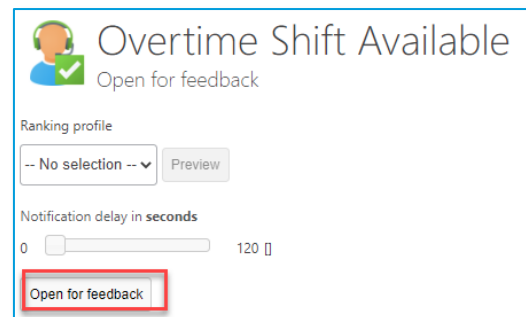 Overtime Shift Available
Open for feedback
Ranking profile
-- No selection -- Preview
Notification delay in seconds
0 120 []
Open for feedback